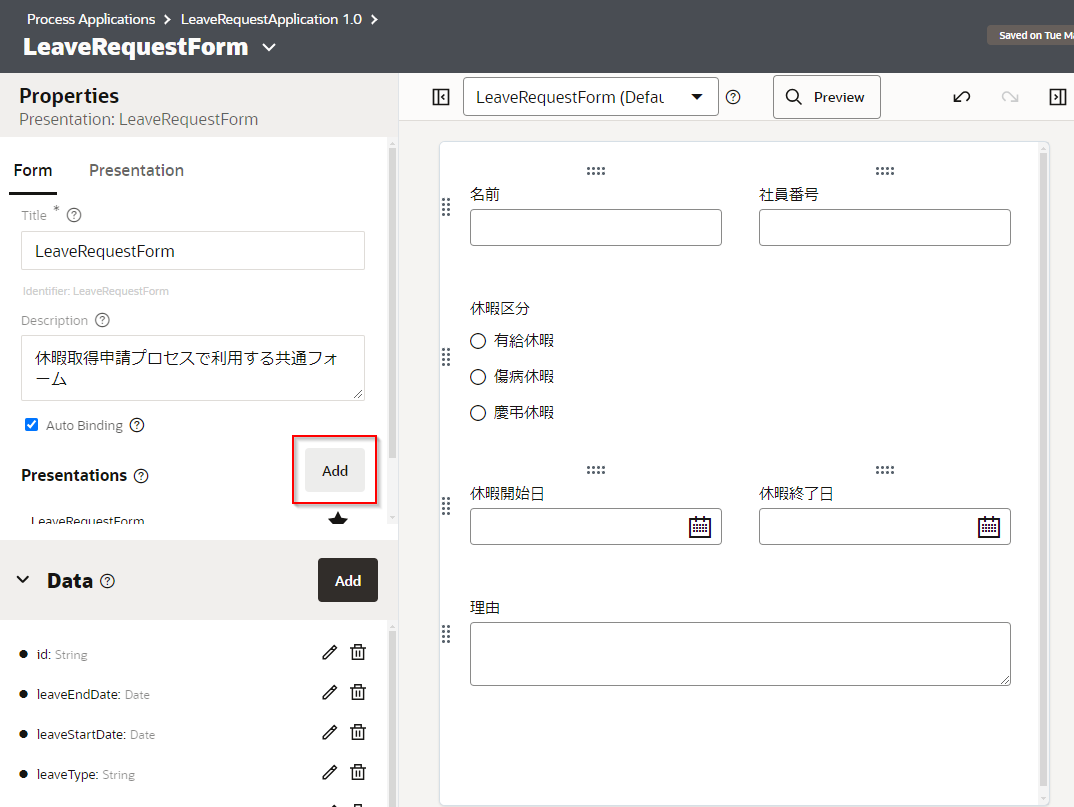 Process Applications > LeaveRequestApplication 1.0 >
LeaveRequestForm
Saved on Tue
Properties
Presentation: LeaveRequestForm
Form Presentation
Title *
LeaveRequestForm
Identifier: LeaveRequestForm
Description
休暇取得申請プロセスで利用する共通フォ
ーム
Auto Binding
Presentations
Add
LeaveRequestForm
Data
Add
id: String
leaveEndDate: Date
leaveStartDate: Date
leaveType: String
LeaveRequestForm (Defau
Preview
名前
社員番号
休暇区分
有給休暇
傷病休暇
慶弔休暇
休暇開始日
休暇終了日
理由